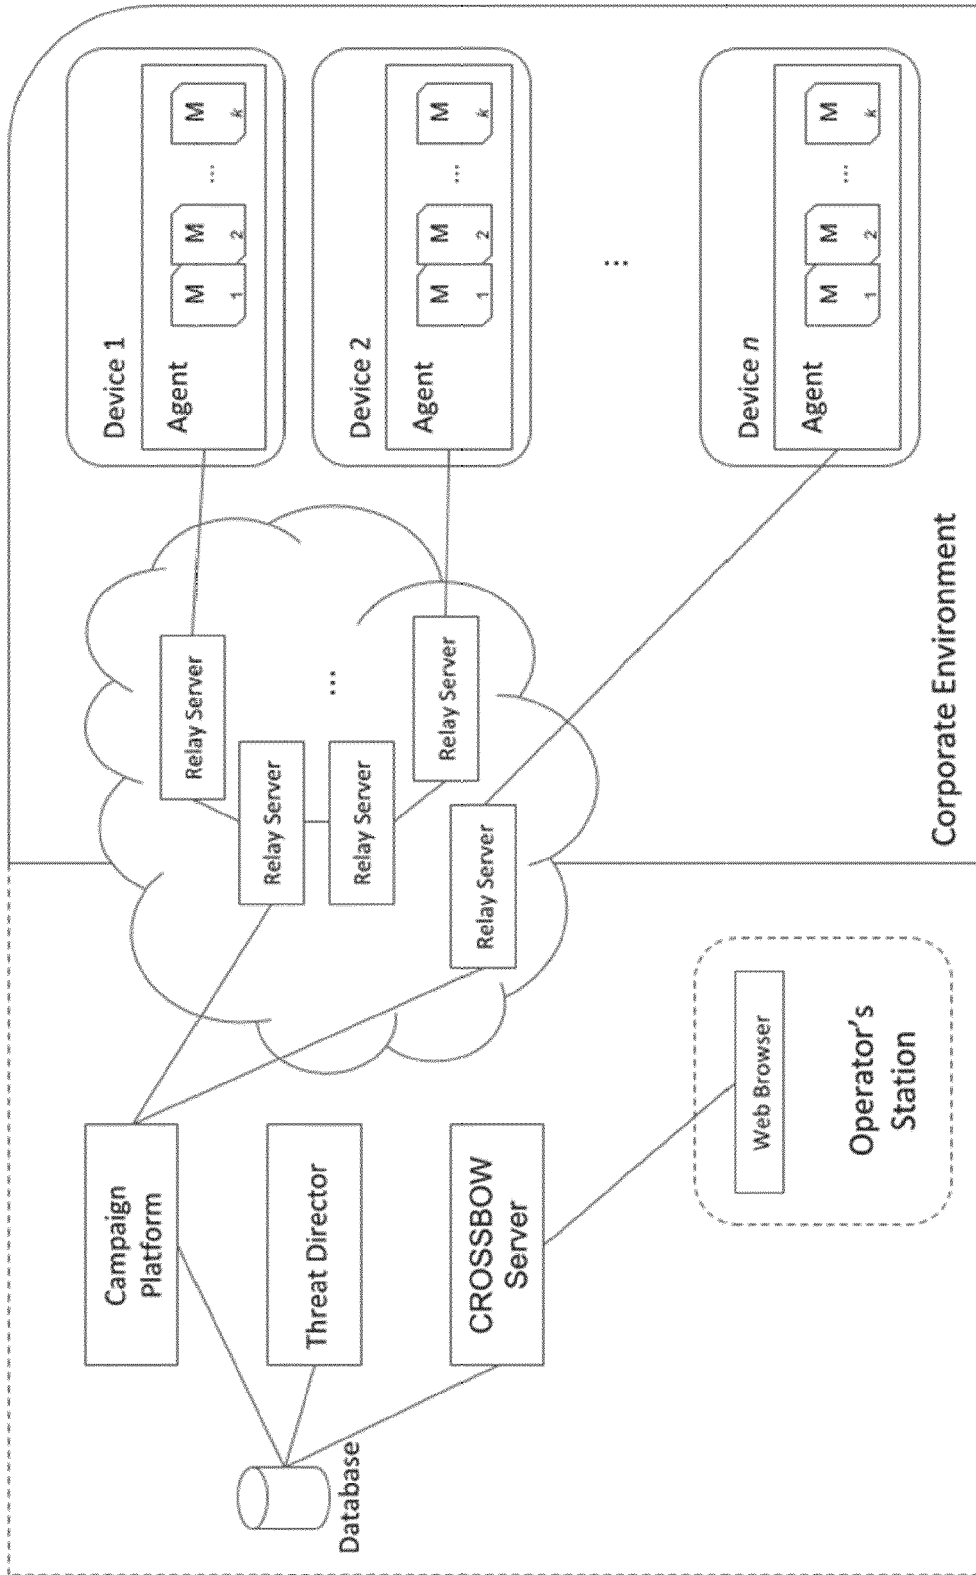 Database
Campaign
Platform
Threat Director
CROSSBOW
Server
Web Browser
Operator's
Station
Relay Server
Relay Server
Relay Server
Relay Server
Relay Server
...
Corporate Environment
Device 1
Agent
M
1
M
2
...
M
k
Device 2
Agent
M
1
M
2
...
M
k
...
Device n
Agent
M
1
M
2
...
M
k